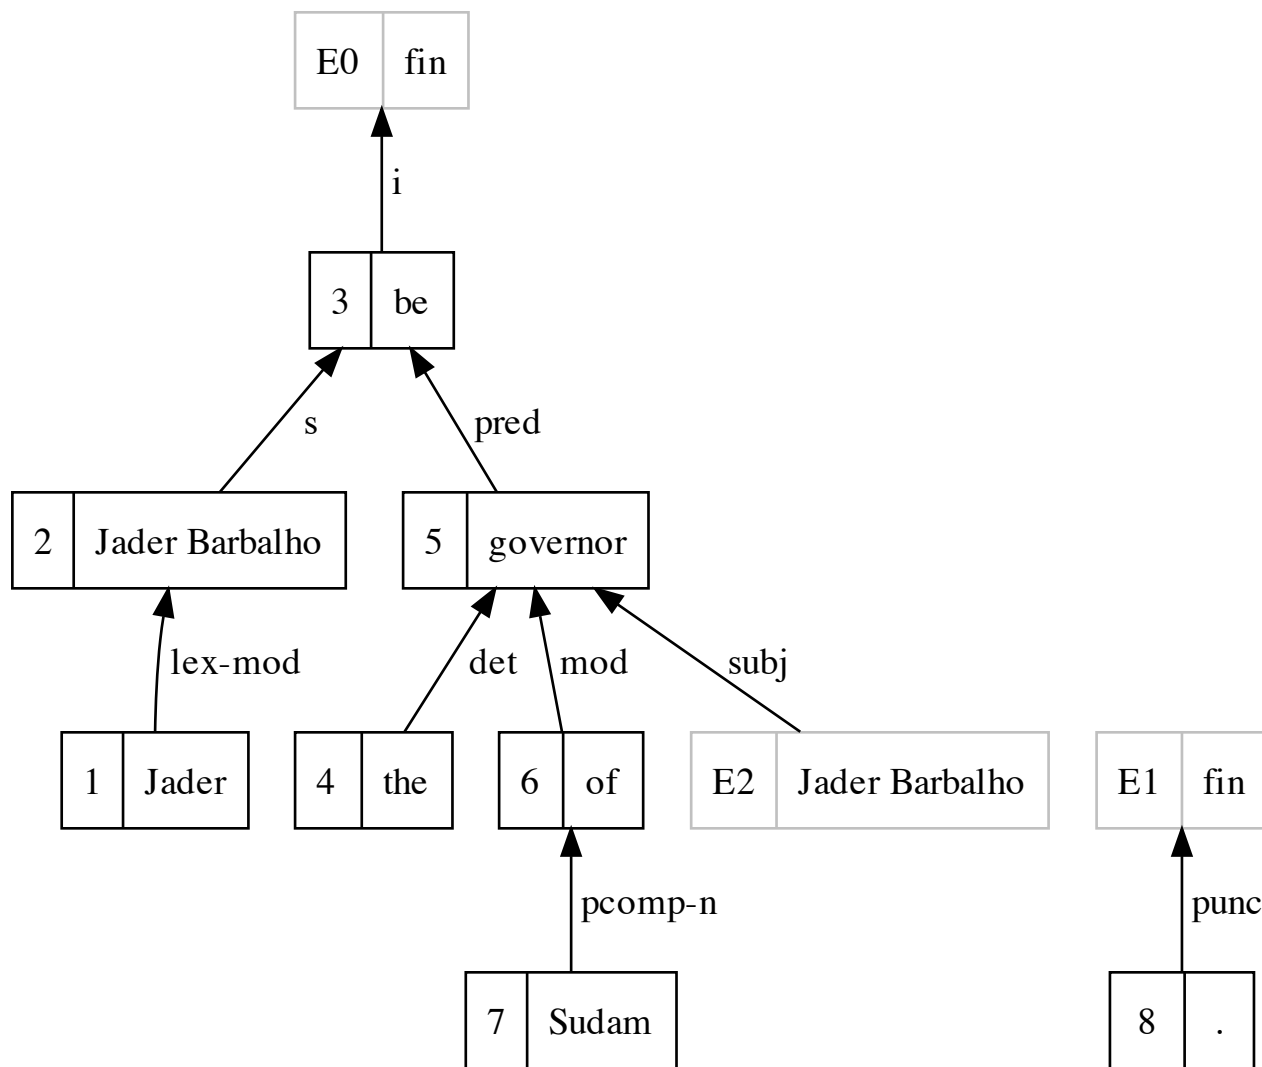 E0 fin
i
3 be
s pred
2 Jader Barbalho 5 governor
lex-mod det mod subj
1 Jader 4 the 6 of E2 Jader Barbalho E1 fin
pcomp-n punc
7 Sudam 8 .